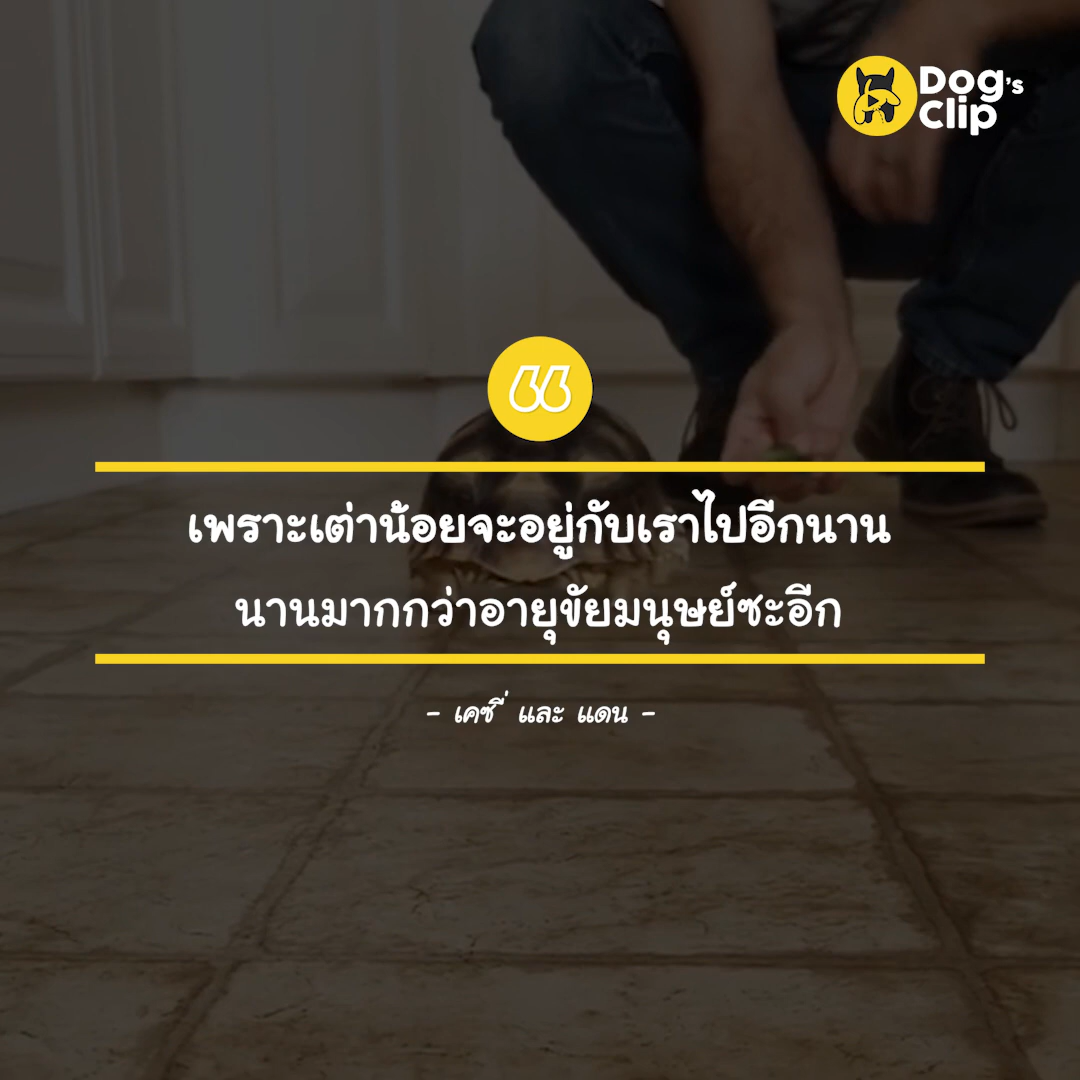 Dog's
Clip
เพราะเต่าน้อยจะอยู่กับเราไปอีกนาน
นานมากกว่าอายุขัยมนุษย์ซะอีก
- เคซี่ และ แดน -